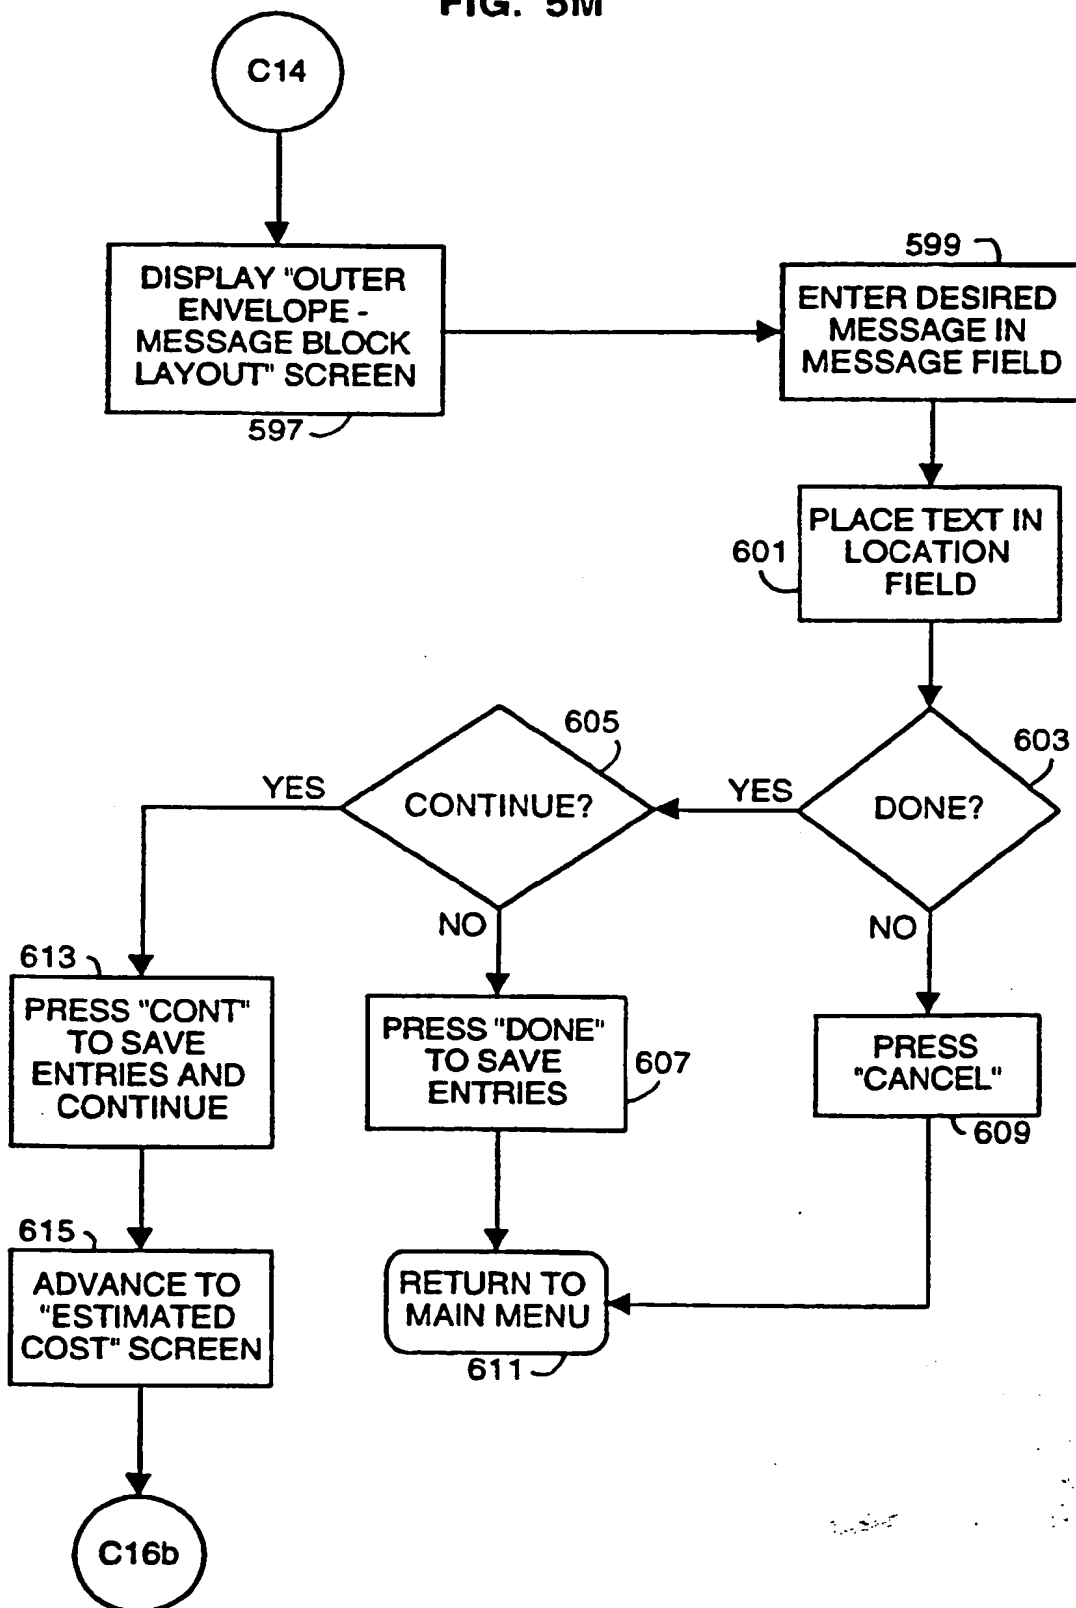 FIG. 5M
C14
DISPLAY "OUTER
ENVELOPE -
MESSAGE BLOCK
LAYOUT" SCREEN
597
599
ENTER DESIRED
MESSAGE IN
MESSAGE FIELD
PLACE TEXT IN
LOCATION
FIELD
601
605
603
YES
CONTINUE?
YES
DONE?
NO
NO
613
PRESS "CONT"
TO SAVE
ENTRIES AND
CONTINUE
PRESS "DONE"
TO SAVE
ENTRIES
607
PRESS
"CANCEL"
609
615
ADVANCE TO
"ESTIMATED
COST" SCREEN
RETURN TO
MAIN MENU
611
C16b